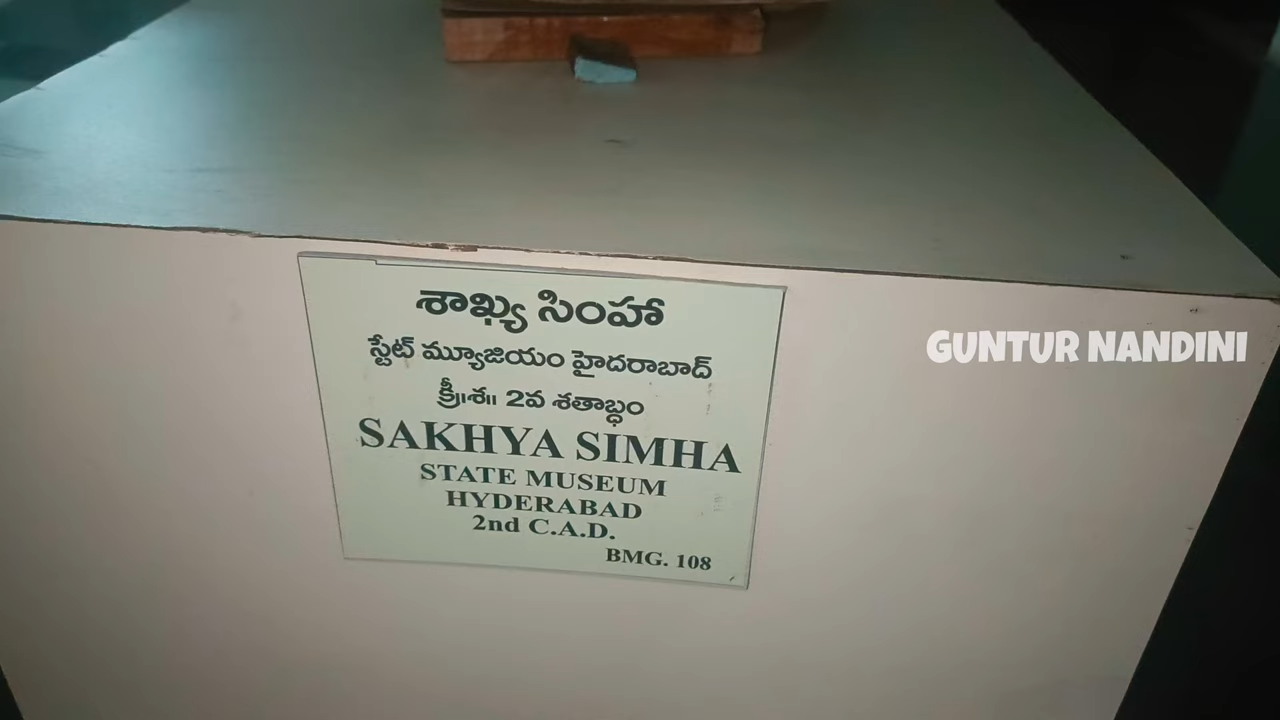 శాఖ్య సింహా
స్టేట్ మ్యూజియం హైదరాబాద్
క్రీ॥శ॥ 2వ శతాబ్ధం
SAKHYA SIMHA
STATE MUSEUM
HYDERABAD
2nd C.A.D.
BMG. 108
GUNTUR NANDINI